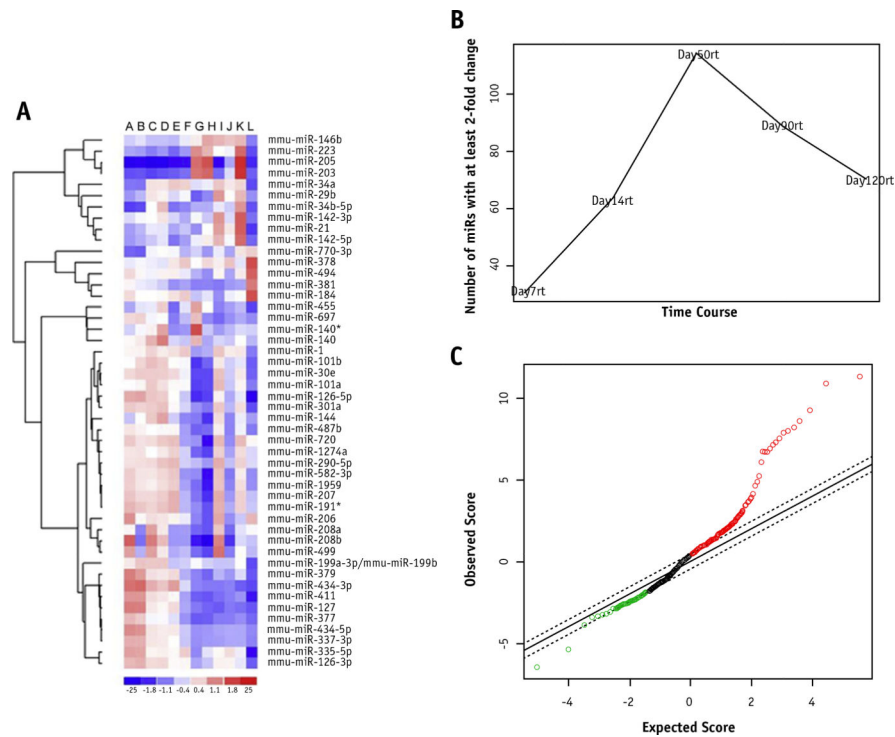 A
A B C D E F G H I J K L
mmu-miR-146b
mmu-miR-223
mmu-miR-205
mmu-miR-203
mmu-miR-34a
mmu-miR-29b
mmu-miR-34b-5p
mmu-miR-142-3p
mmu-miR-21
mmu-miR-142-5p
mmu-miR-770-3p
mmu-miR-378
mmu-miR-494
mmu-miR-381
mmu-miR-184
mmu-miR-455
mmu-miR-697
mmu-miR-140*
mmu-miR-140
mmu-miR-1
mmu-miR-101b
mmu-miR-30e
mmu-miR-101a
mmu-miR-126-5p
mmu-miR-301a
mmu-miR-144
mmu-miR-487b
mmu-miR-720
mmu-miR-1274a
mmu-miR-290-5p
mmu-miR-582-3p
mmu-miR-1959
mmu-miR-207
mmu-miR-191*
mmu-miR-206
mmu-miR-208a
mmu-miR-208b
mmu-miR-499
mmu-miR-199a-3p/mmu-miR-199b
mmu-miR-379
mmu-miR-434-3p
mmu-miR-411
mmu-miR-127
mmu-miR-377
mmu-miR-434-5p
mmu-miR-337-3p
mmu-miR-335-5p
mmu-miR-126-3p
-25 -1.8 -1.1 -0.4 0.4 1.1 1.8 25
B
Number of miRs with at least 2-fold change
100
80
60
40
Day7rt
Day14rt
Day50rt
Day90rt
Day120rt
Time Course
C
Observed Score
10
5
0
-5
-4 -2 0 2 4
Expected Score